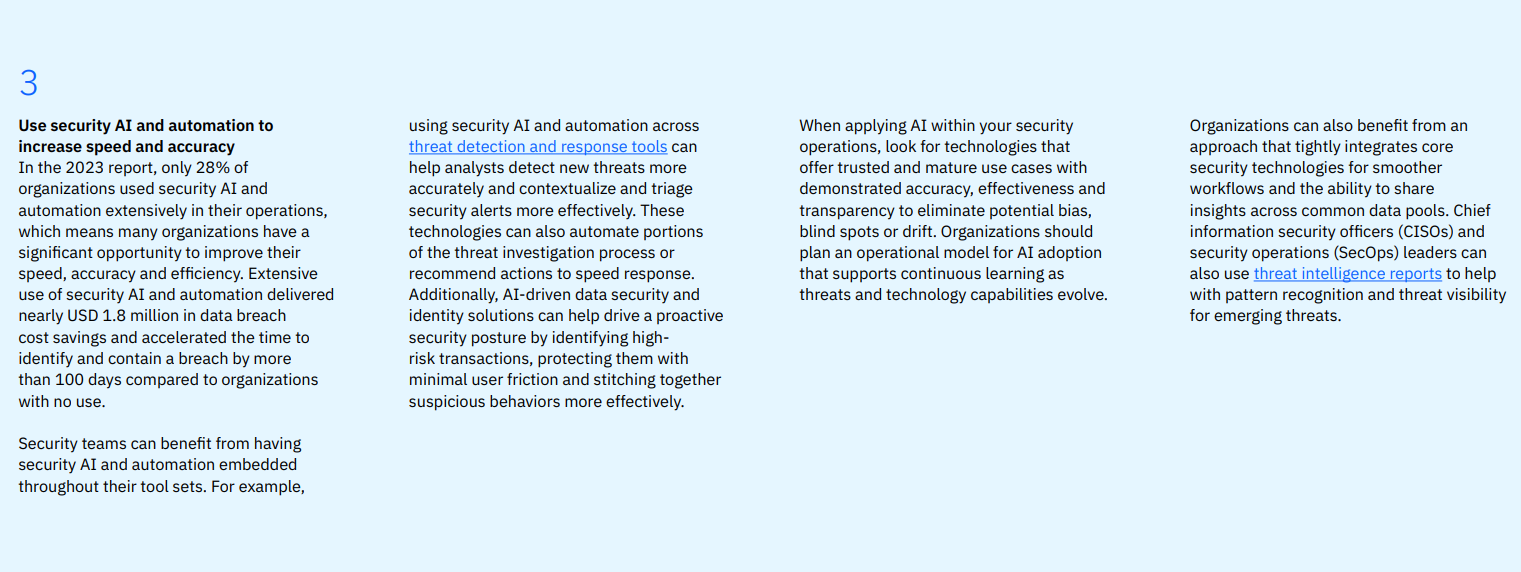 3
Use security AI and automation to
increase speed and accuracy
In the 2023 report, only 28% of
organizations used security AI and
automation extensively in their operations,
which means many organizations have a
significant opportunity to improve their
speed, accuracy and efficiency. Extensive
use of security AI and automation delivered
nearly USD 1.8 million in data breach
cost savings and accelerated the time to
identify and contain a breach by more
than 100 days compared to organizations
with no use.
Security teams can benefit from having
security AI and automation embedded
throughout their tool sets. For example,
using security AI and automation across
threat detection and response tools can
help analysts detect new threats more
accurately and contextualize and triage
security alerts more effectively. These
technologies can also automate portions
of the threat investigation process or
recommend actions to speed response.
Additionally, AI-driven data security and
identity solutions can help drive a proactive
security posture by identifying high-
risk transactions, protecting them with
minimal user friction and stitching together
suspicious behaviors more effectively.
When applying AI within your security
operations, look for technologies that
offer trusted and mature use cases with
demonstrated accuracy, effectiveness and
transparency to eliminate potential bias,
blind spots or drift. Organizations should
plan an operational model for AI adoption
that supports continuous learning as
threats and technology capabilities evolve.
Organizations can also benefit from an
approach that tightly integrates core
security technologies for smoother
workflows and the ability to share
insights across common data pools. Chief
information security officers (CISOs) and
security operations (SecOps) leaders can
also use threat intelligence reports to help
with pattern recognition and threat visibility
for emerging threats.